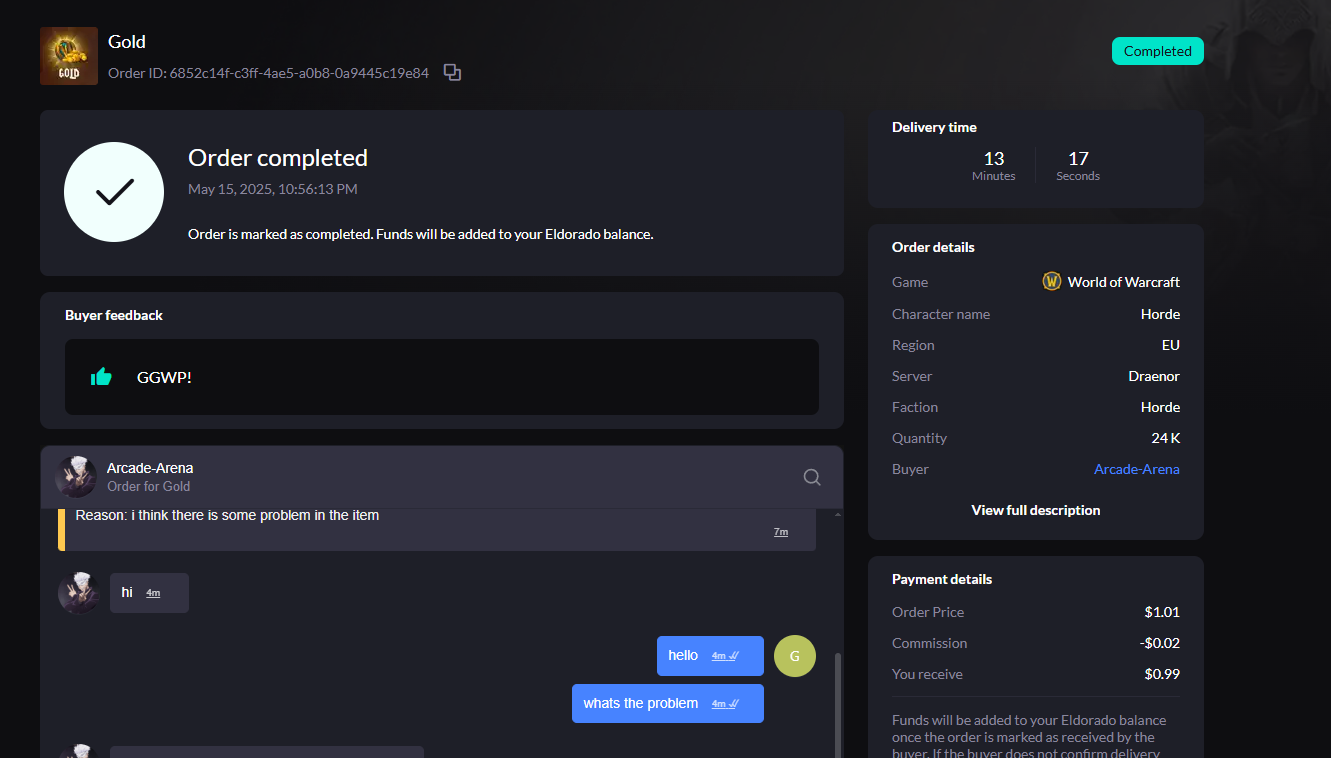 Gold
GOLD
Order ID: 6852c14f-c3ff-4ae5-a0b8-0a9445c19e84
Completed
Order completed
May 15, 2025, 10:56:13 PM
Order is marked as completed. Funds will be added to your Eldorado balance.
Buyer feedback
GGWP!
Arcade-Arena
Order for Gold
Reason: i think there is some problem in the item
7m
hi 4m
hello 4m
G
whats the problem 4m
Delivery time
13 17
Minutes Seconds
Order details
Game World of Warcraft
Character name Horde
Region EU
Server Draenor
Faction Horde
Quantity 24 K
Buyer Arcade-Arena
View full description
Payment details
Order Price $1.01
Commission -$0.02
You receive $0.99
Funds will be added to your Eldorado balance
once the order is marked as received by the
buyer. If the buyer does not confirm delivery